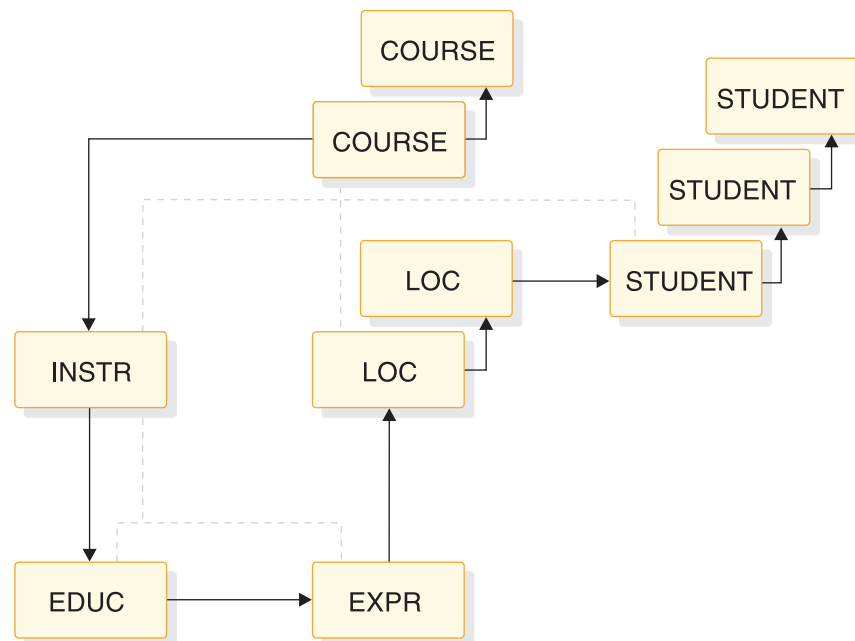 COURSE
COURSE
STUDENT
STUDENT
STUDENT
LOC
LOC
INSTR
EDUC
EXPR